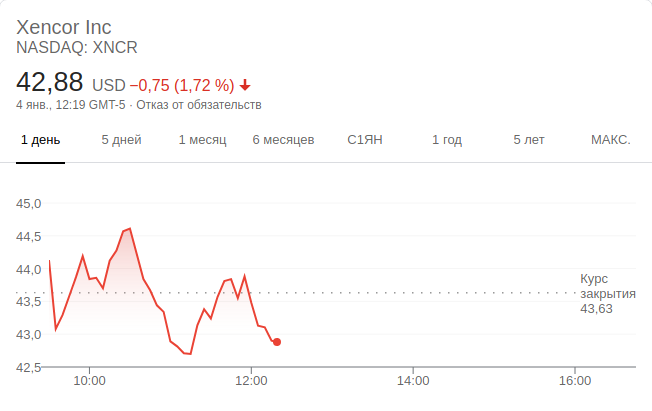 Xencor Inc
NASDAQ: XNCR
42,88 USD −0,75 (1,72 %)
4 янв., 12:19 GMT-5 · Отказ от обязательств
1 день 5 дней 1 месяц 6 месяцев С1ЯН 1 год 5 лет МАКС.
45,0
44,5
44,0
43,5
43,0
42,5
Курс
закрытия
43,63
10:00 12:00 14:00 16:00